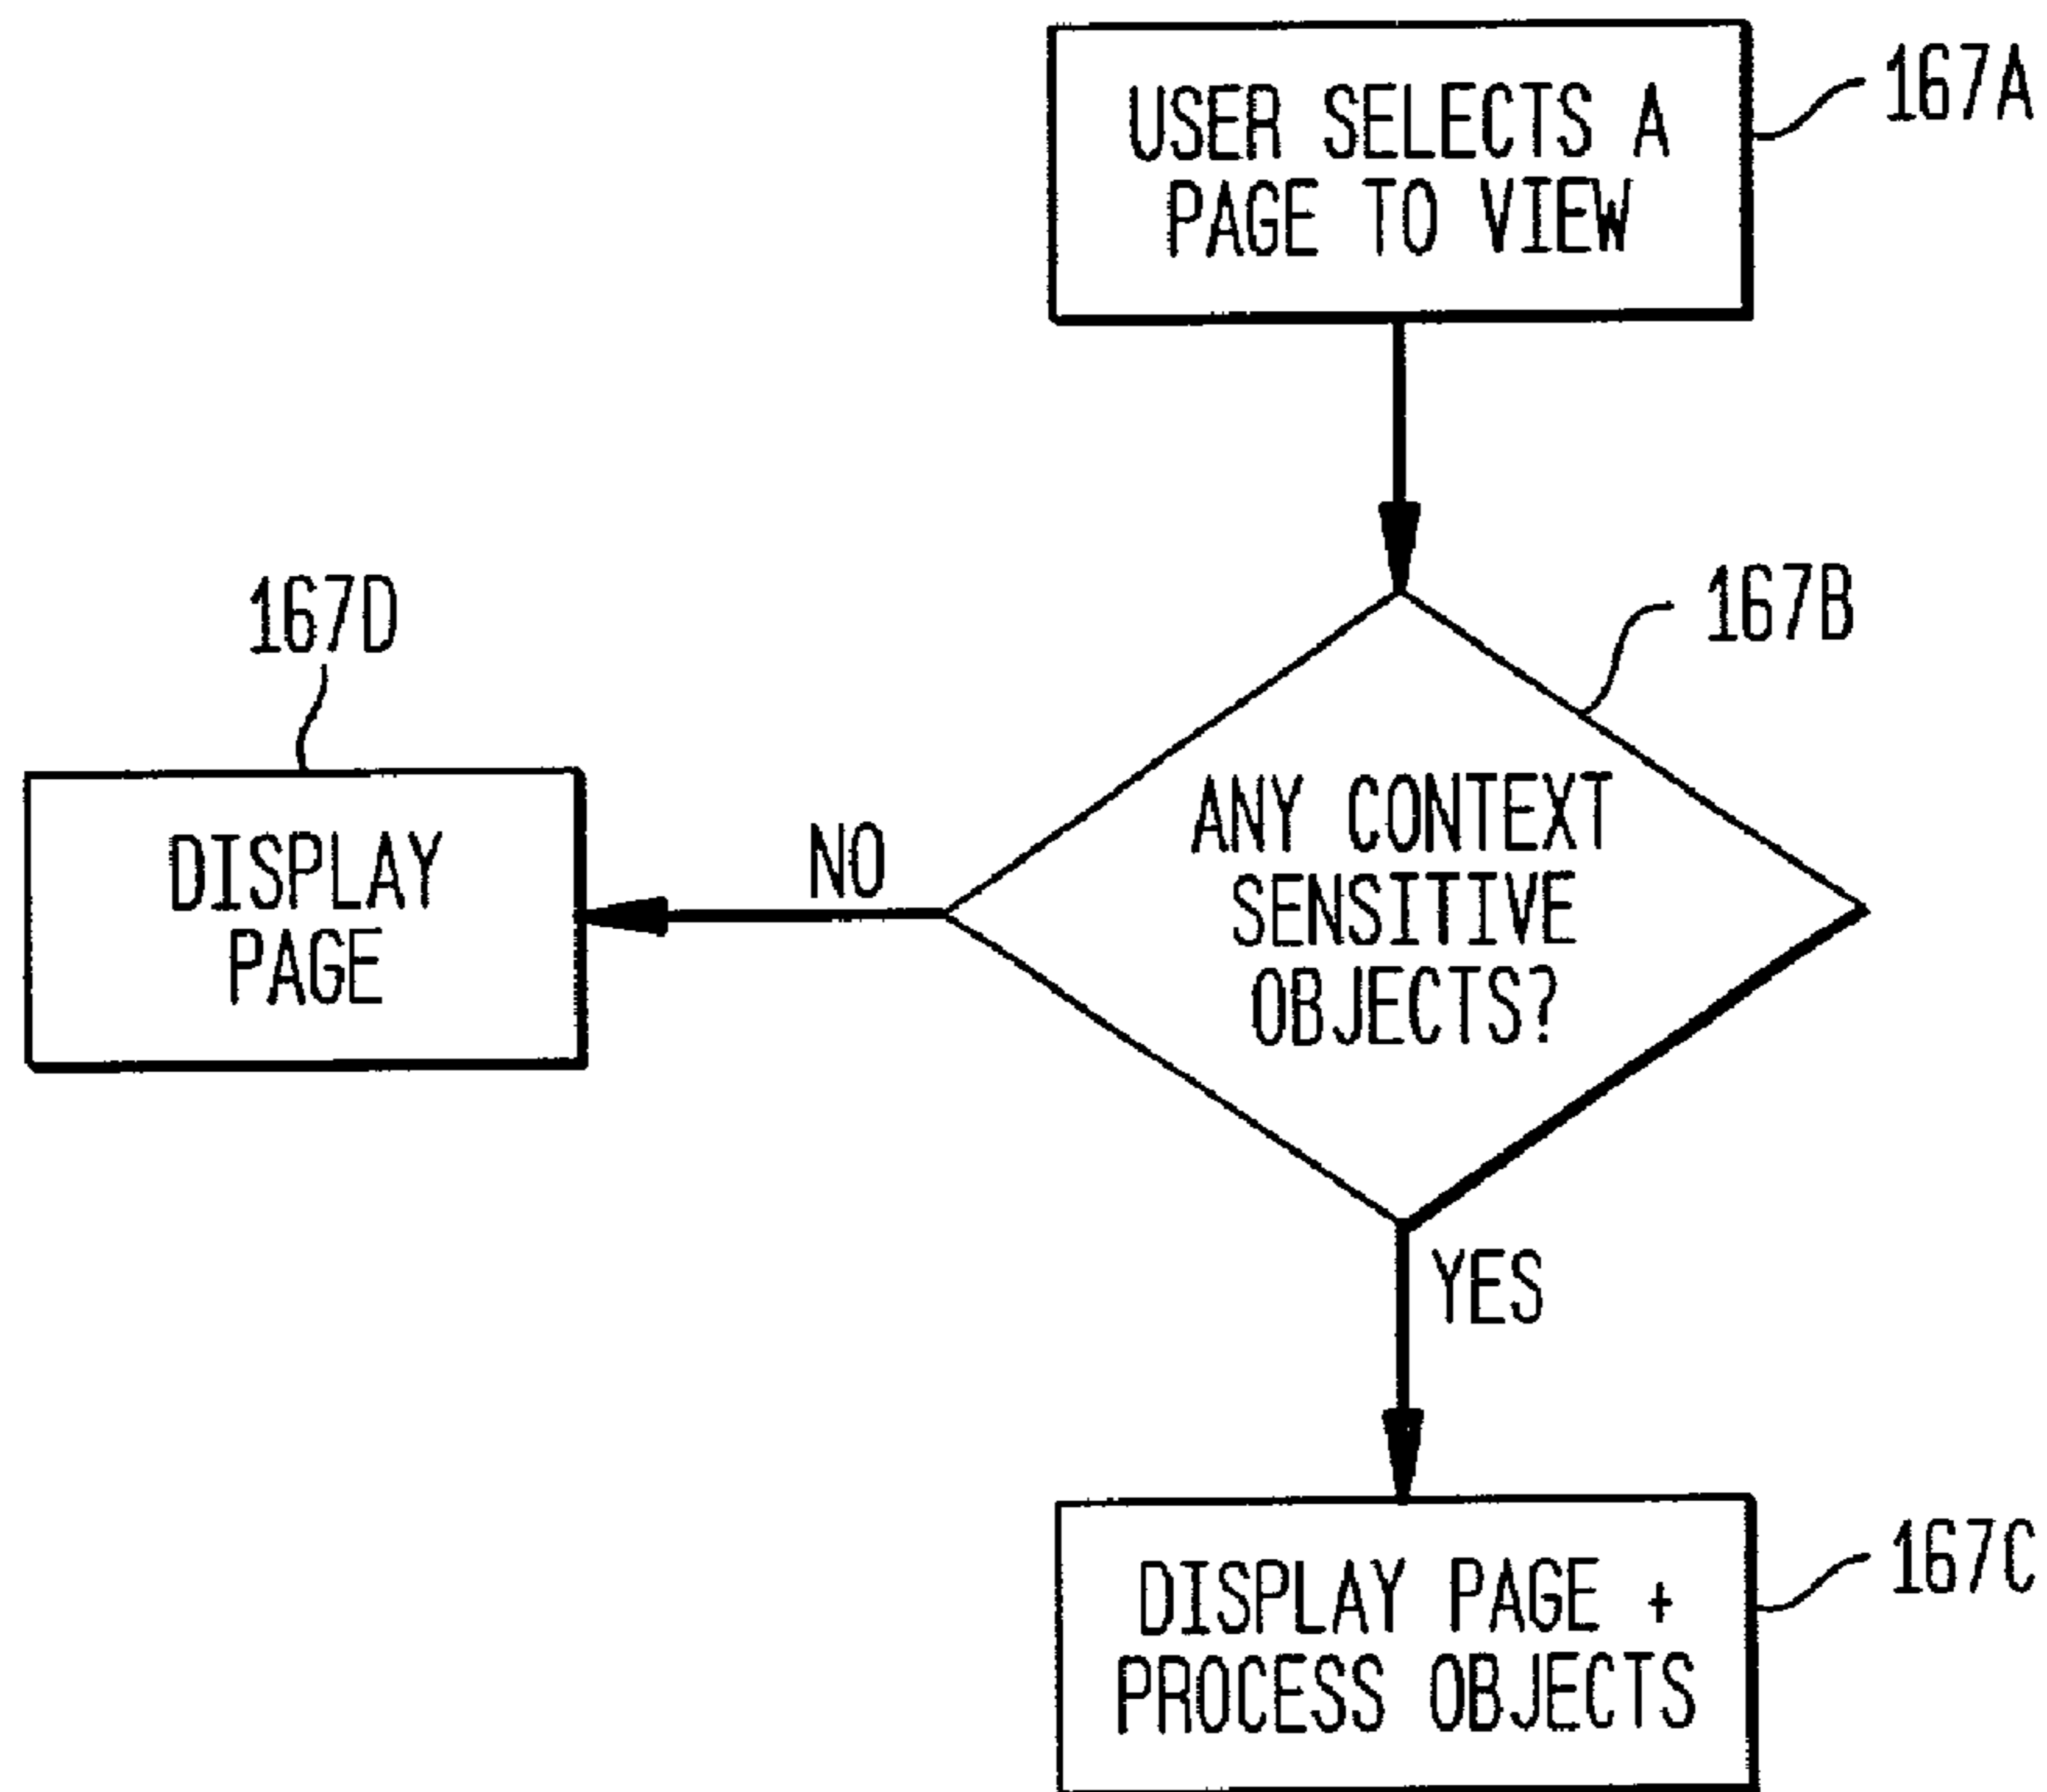 USER SELECTS A
PAGE TO VIEW
167A
167B
ANY CONTEXT
SENSITIVE
OBJECTS?
NO
167D
DISPLAY
PAGE
YES
DISPLAY PAGE +
PROCESS OBJECTS
167C